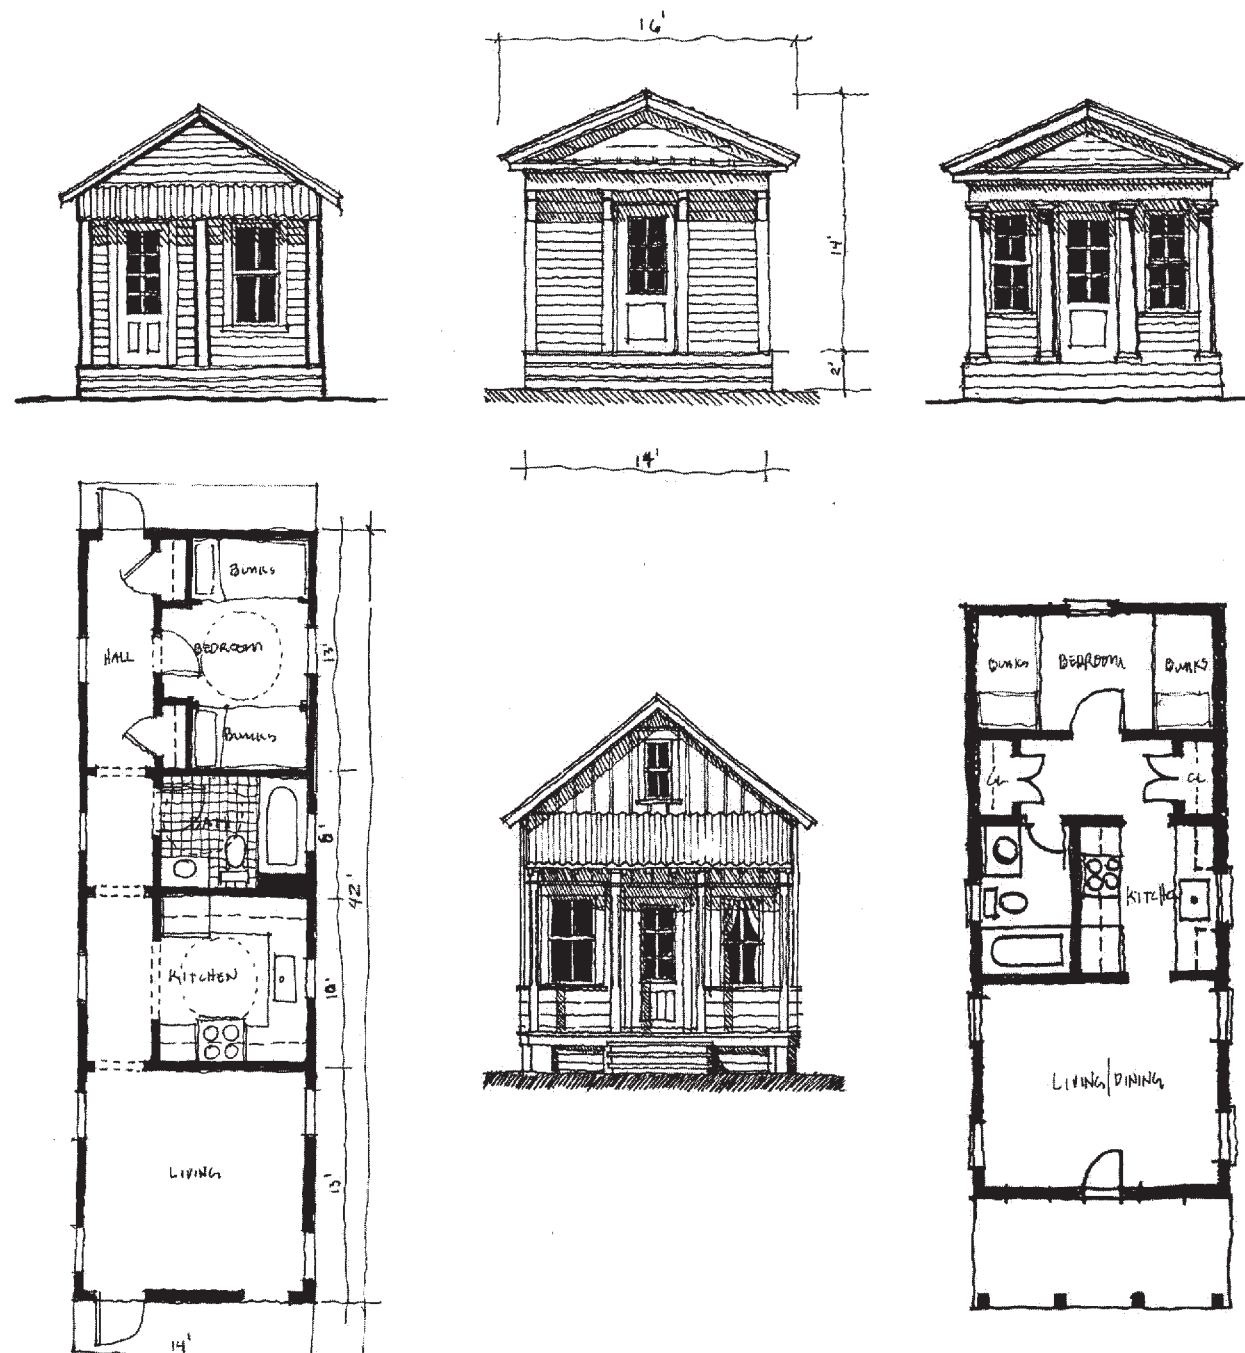 16'
14'
2'
14'
BUNKS
HALL
BEDROOM
13'
BUNKS
BATH
8'
42'
KITCHEN
10'
LIVING
13'
14'
BUNKS
BEDROOM
BUNKS
CL.
CL.
KITCHEN
LIVING/DINING